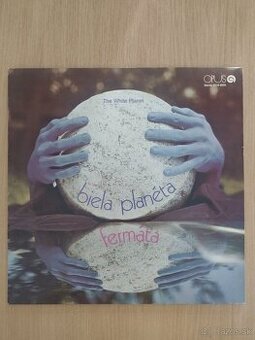 The White Planet
OPUS
biela planéta
fermáta